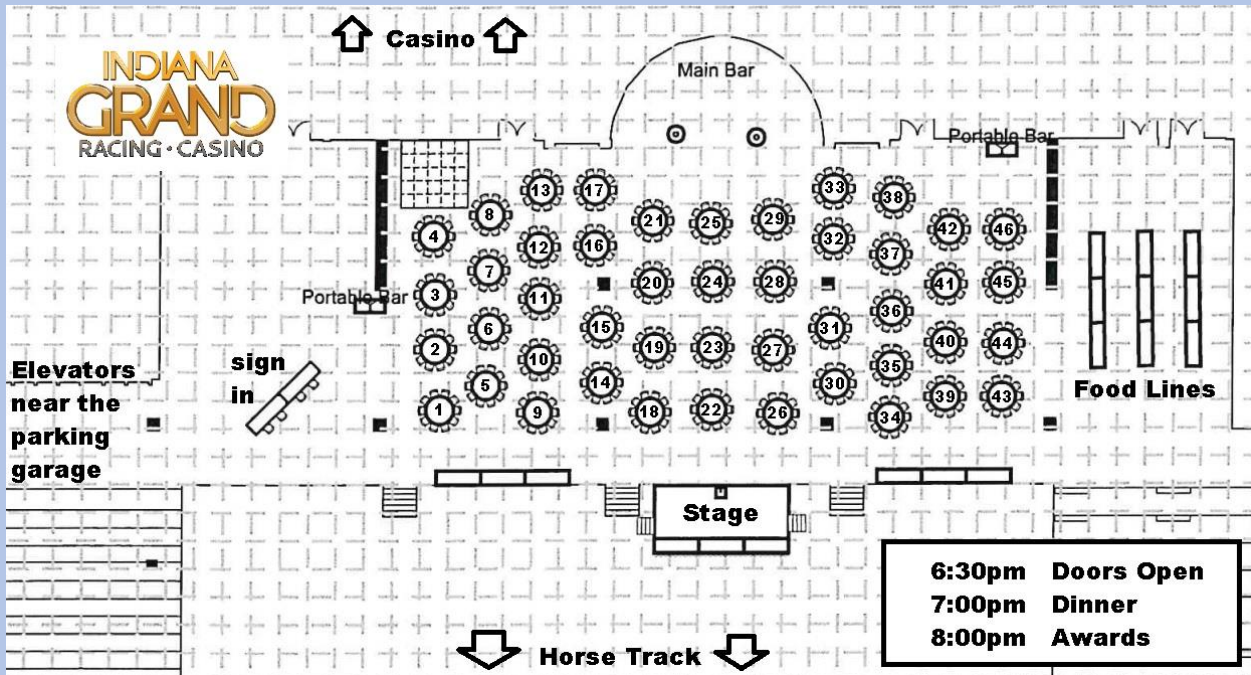 Casino
INDIANA
GRAND
RACING • CASINO
Main Bar
Portable Bar
33
13
17
38
8
21
25
29
4
42
46
32
12
16
37
7
20
24
28
41
45
3
Portable Bar
11
36
15
31
6
2
19
23
27
40
44
10
35
sign
in
Elevators
near the
parking
garage
14
30
5
Food Lines
39
43
1
9
18
22
26
34
Stage
6:30pm Doors Open
7:00pm Dinner
8:00pm Awards
Horse Track